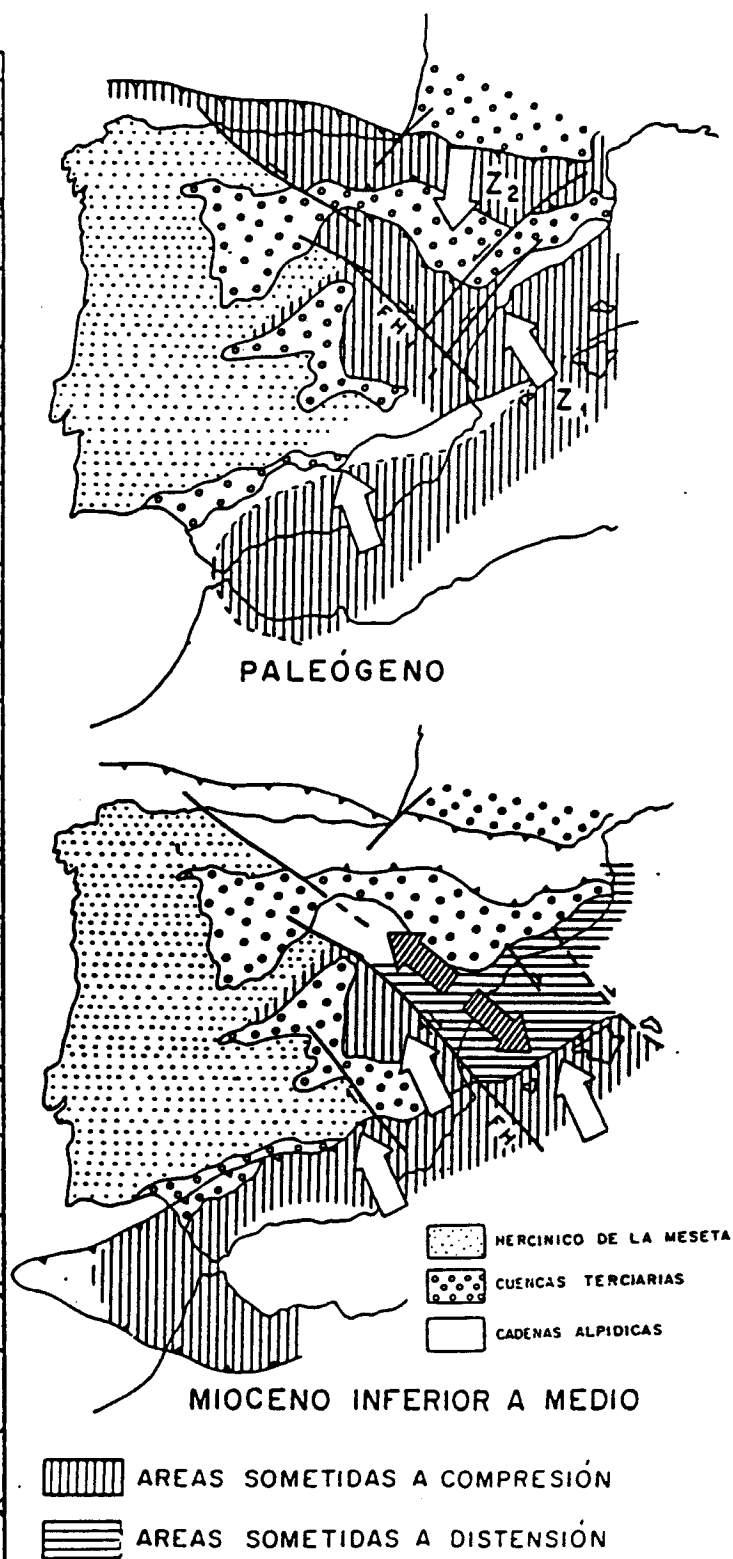 Z₂
F H
Z₁
PALEÓGENO
F H
HERCINICO DE LA MESETA
CUENCAS TERCIARIAS
CADENAS ALPIDICAS
MIOCENO INFERIOR A MEDIO
AREAS SOMETIDAS A COMPRESIÓN
AREAS SOMETIDAS A DISTENSIÓN